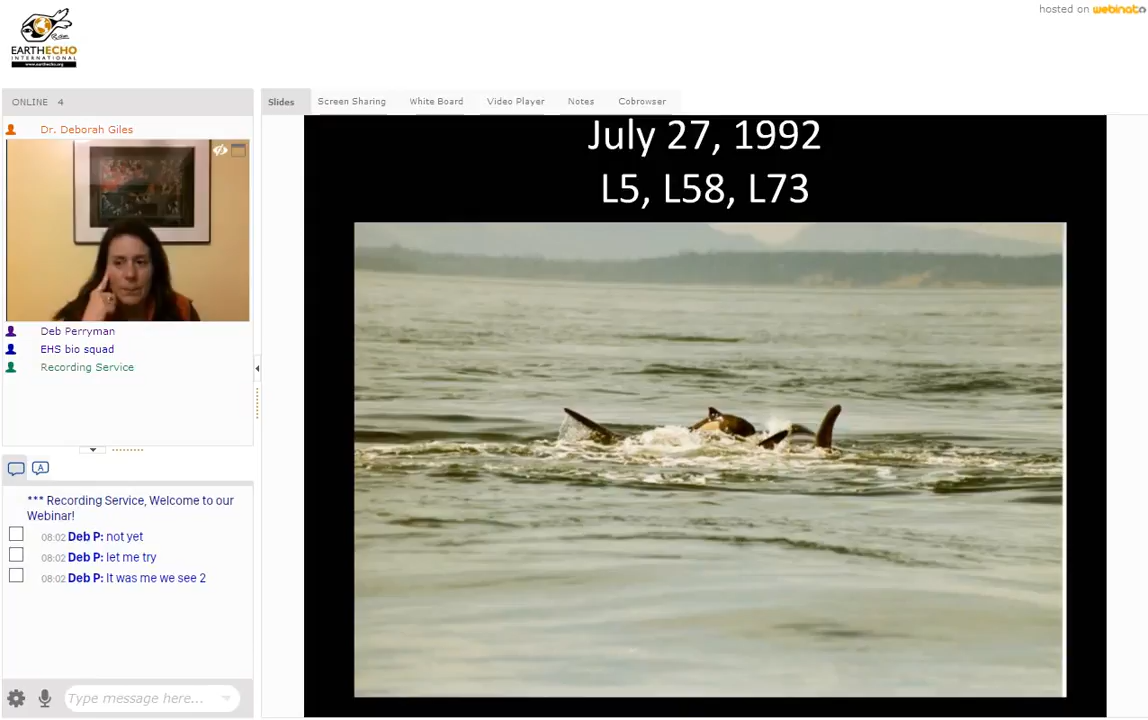 hosted on webinato
EARTHECHO
INTERNATIONAL
www.earthecho.org
ONLINE 4
Slides
Screen Sharing
White Board
Video Player
Notes
Cobrowser
Dr. Deborah Giles
Deb Perryman
EHS bio squad
Recording Service
A
*** Recording Service, Welcome to our
Webinar!
08:02 Deb P: not yet
08:02 Deb P: let me try
08:02 Deb P: It was me we see 2
Type message here...
July 27, 1992
L5, L58, L73